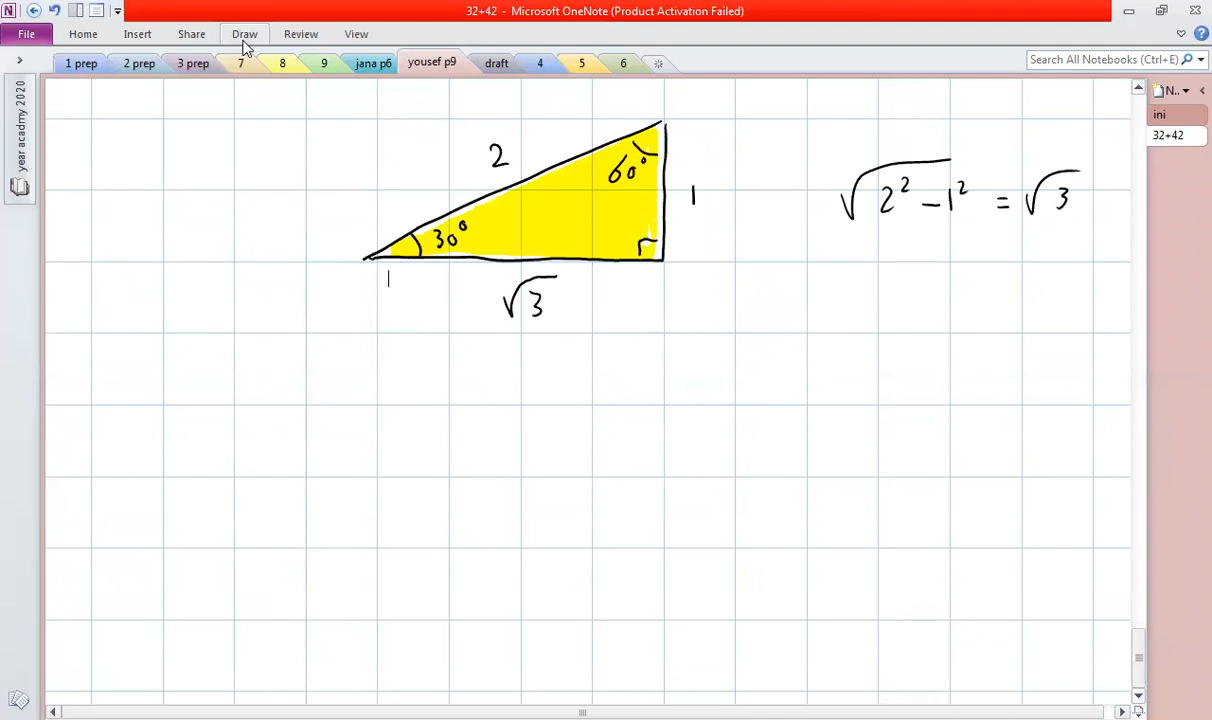 32+42 - Microsoft OneNote (Product Activation Failed)
File Home Insert Share Draw Review View
1 prep 2 prep 3 prep 7 8 9 jana p6 yousef p9 draft 4 5 6
Search All Notebooks (Ctrl+E)
N..
ini
32+42
year acadmy 2020
2
60°
1
30°
√3
√2² - 1² = √3